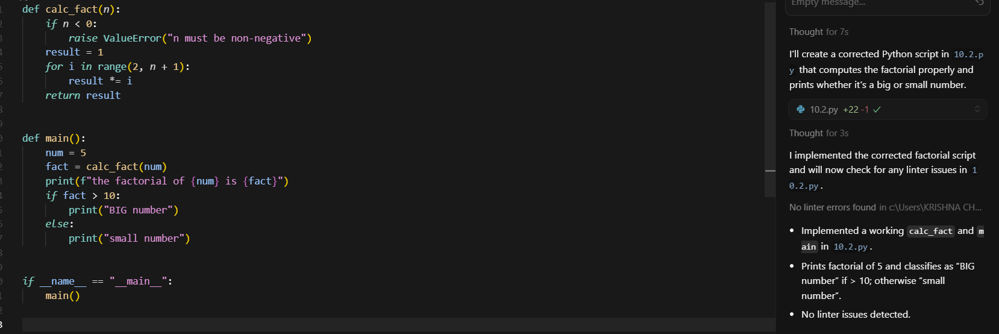 def calc_fact(n):
    if n < 0:
        raise ValueError("n must be non-negative")
    result = 1
    for i in range(2, n + 1):
        result *= i
    return result
def main():
    num = 5
    fact = calc_fact(num)
    print(f"the factorial of {num} is {fact}")
    if fact > 10:
        print("BIG number")
    else:
        print("small number")
if __name__ == "__main__":
    main()
Empty message...
Thought for 7s
I'll create a corrected Python script in 10.2.p
y that computes the factorial properly and
prints whether it's a big or small number.
10.2.py +22 -1
Thought for 3s
I implemented the corrected factorial script
and will now check for any linter issues in 1
0.2.py.
No linter errors found in c:\Users\KRISHNA CH...
• Implemented a working calc_fact and m
ain in 10.2.py.
• Prints factorial of 5 and classifies as "BIG
number" if > 10; otherwise "small
number".
• No linter issues detected.